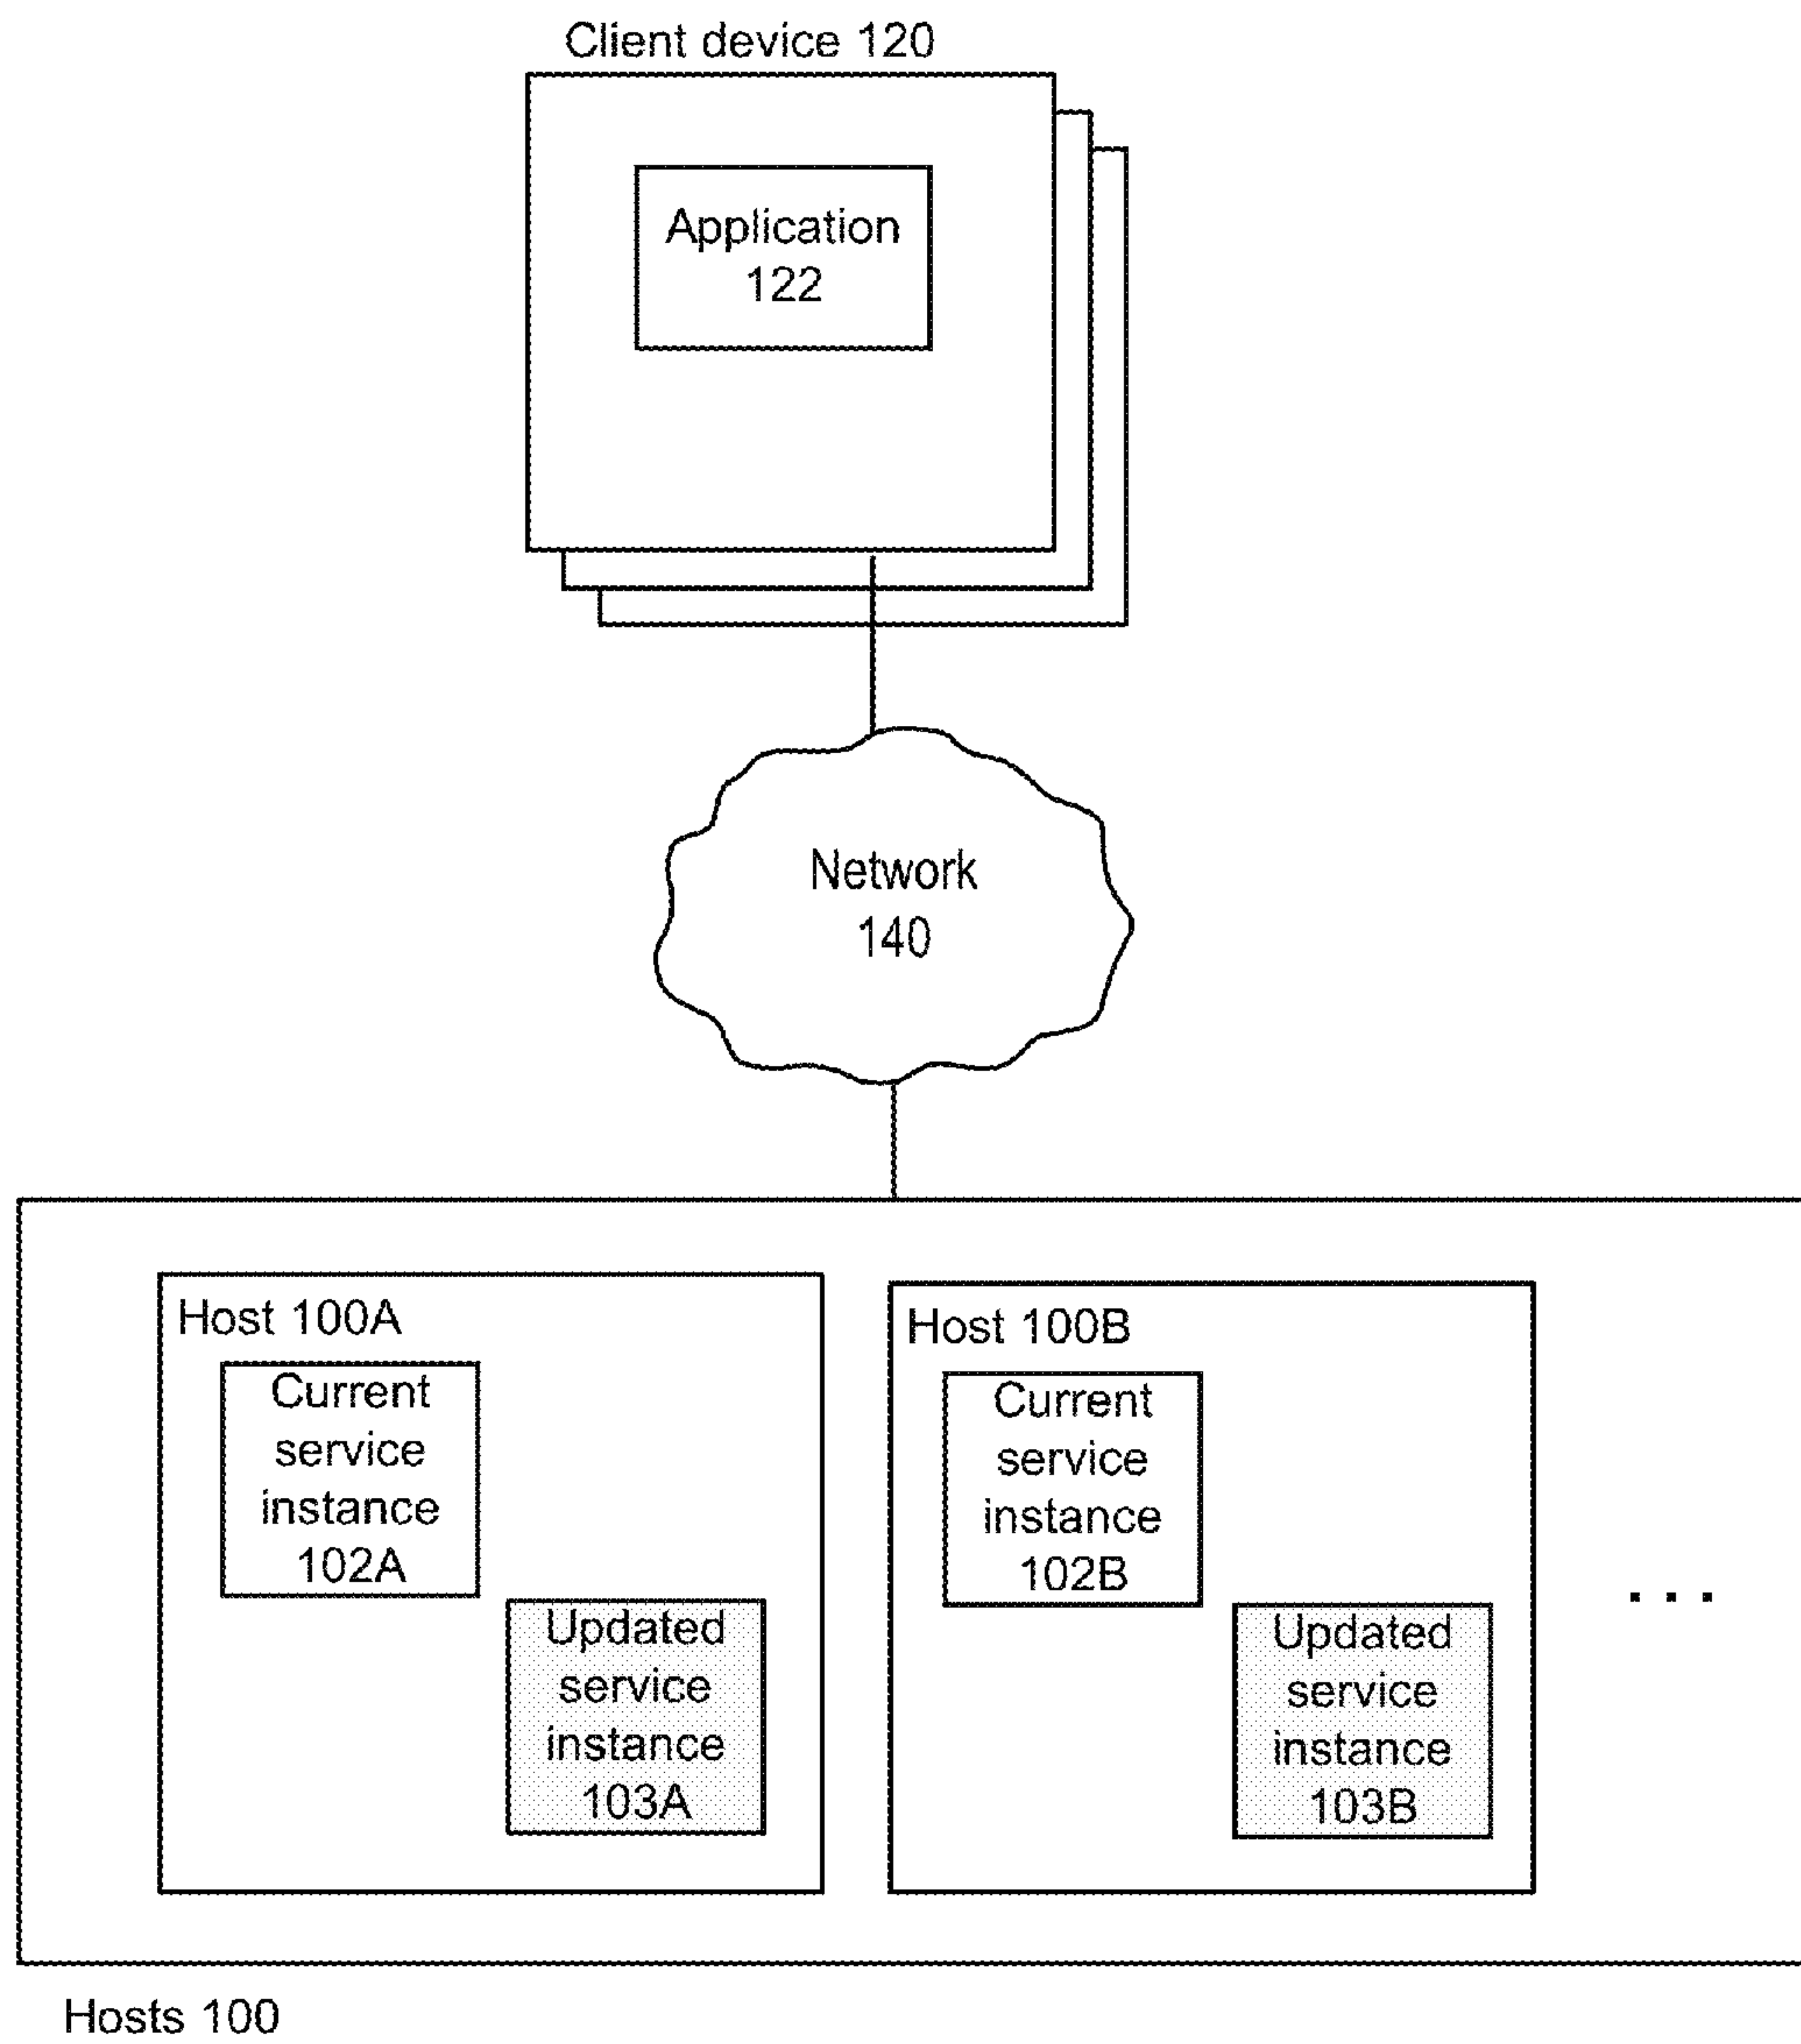 Client device 120
Application
122
Network
140
Host 100A
Current
service
instance
102A
Updated
service
instance
103A
Host 100B
Current
service
instance
102B
Updated
service
instance
103B
. . .
Hosts 100